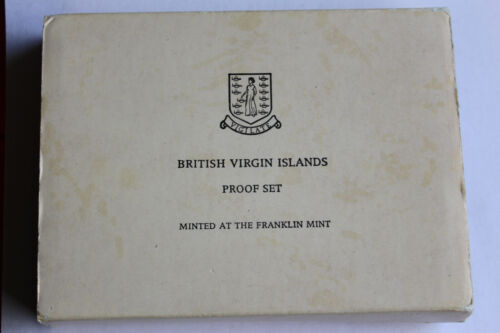 VIGILATE
BRITISH VIRGIN ISLANDS
PROOF SET
MINTED AT THE FRANKLIN MINT